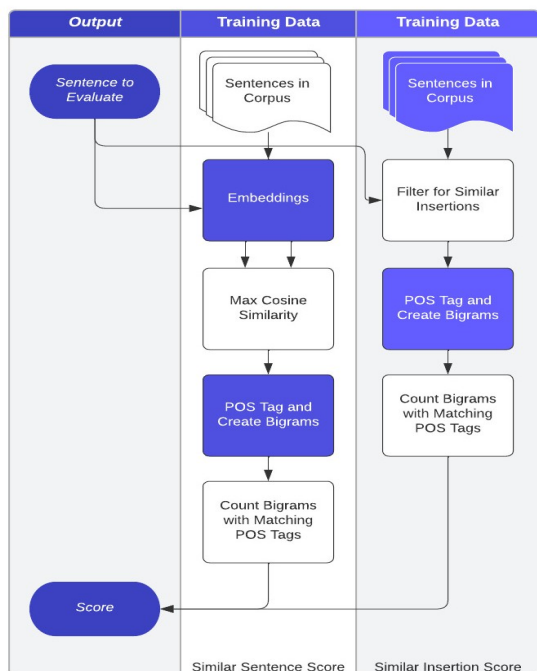 Output
Training Data
Training Data
Sentence to
Evaluate
Sentences in
Corpus
Sentences in
Corpus
Embeddings
Filter for Similar
Insertions
Max Cosine
Similarity
POS Tag and
Create Bigrams
POS Tag and
Create Bigrams
Count Bigrams
with Matching
POS Tags
Count Bigrams
with Matching
POS Tags
Score
Similar Sentence Score
Similar Insertion Score